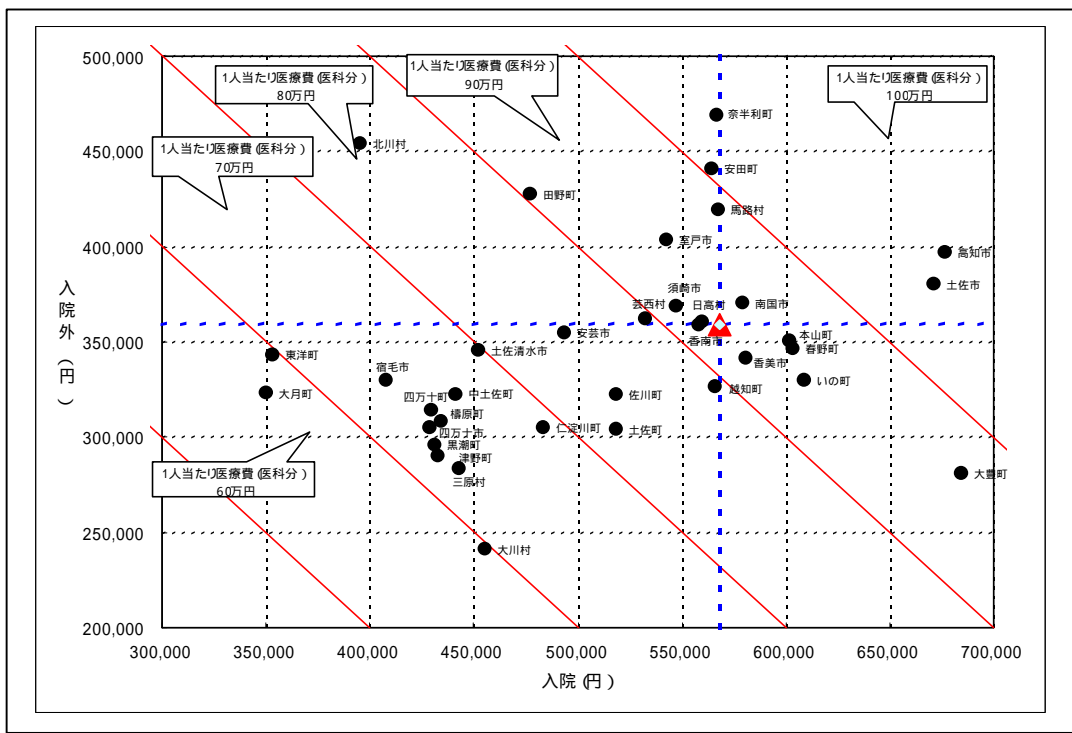 1人当たり医療費(医科分)
100万円
1人当たり医療費(医科分)
90万円
1人当たり医療費(医科分)
80万円
1人当たり医療費(医科分)
70万円
1人当たり医療費(医科分)
60万円
500,000
450,000
400,000
350,000
300,000
250,000
200,000
入院外(円)
奈半利町
北川村
安田町
田野町
馬路村
室戸市
高知市
土佐市
須崎市
芸西村
日高村
南国市
安芸市
香南市
本山町
春野町
土佐清水市
香美市
東洋町
宿毛市
いの町
大月町
越知町
四万十町
中土佐町
佐川町
檮原町
四万十市
仁淀川町
土佐町
黒潮町
津野町
三原村
大豊町
大川村
300,000
350,000
400,000
450,000
500,000
550,000
600,000
650,000
700,000
入院(円)